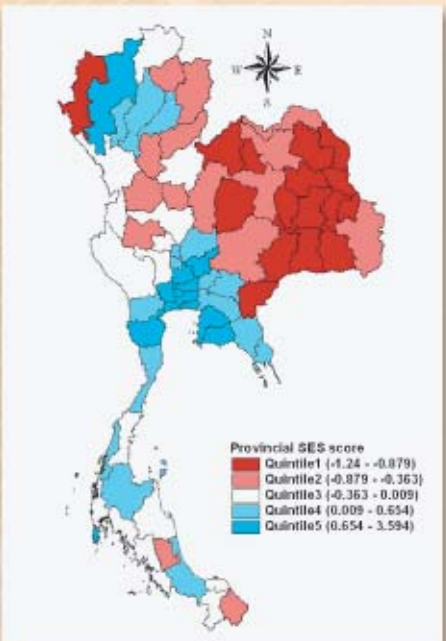 N
W E
S
Provincial SES score
Quintile1 (-1.24 - -0.879)
Quintile2 (-0.879 - -0.363)
Quintile3 (-0.363 - 0.009)
Quintile4 (0.009 - 0.654)
Quintile5 (0.654 - 3.594)